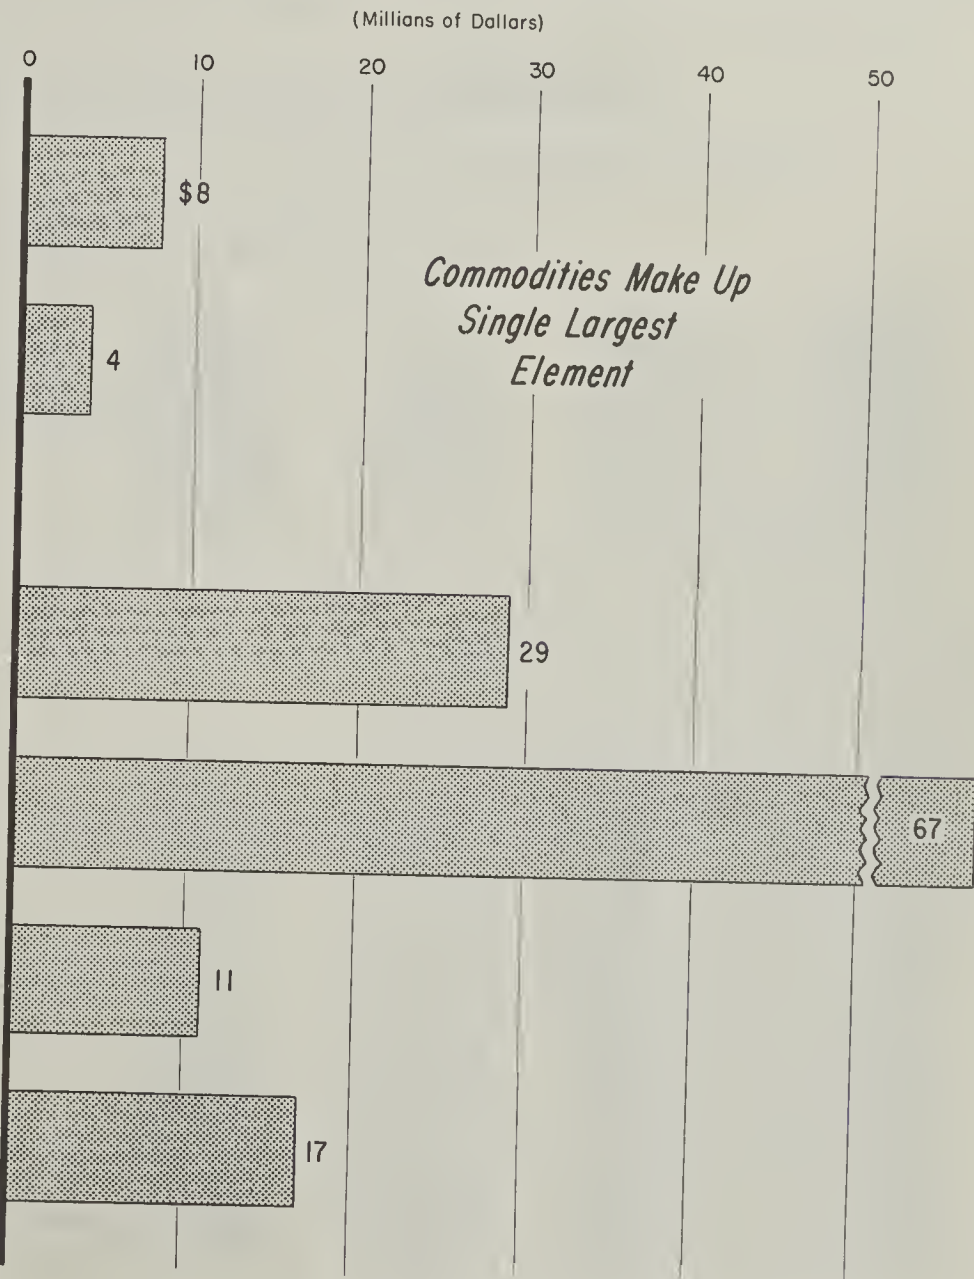 (Millions of Dollars)
0 10 20 30 40 50
$8
Commodities Make Up
Single Largest
Element
4
29
67
11
17